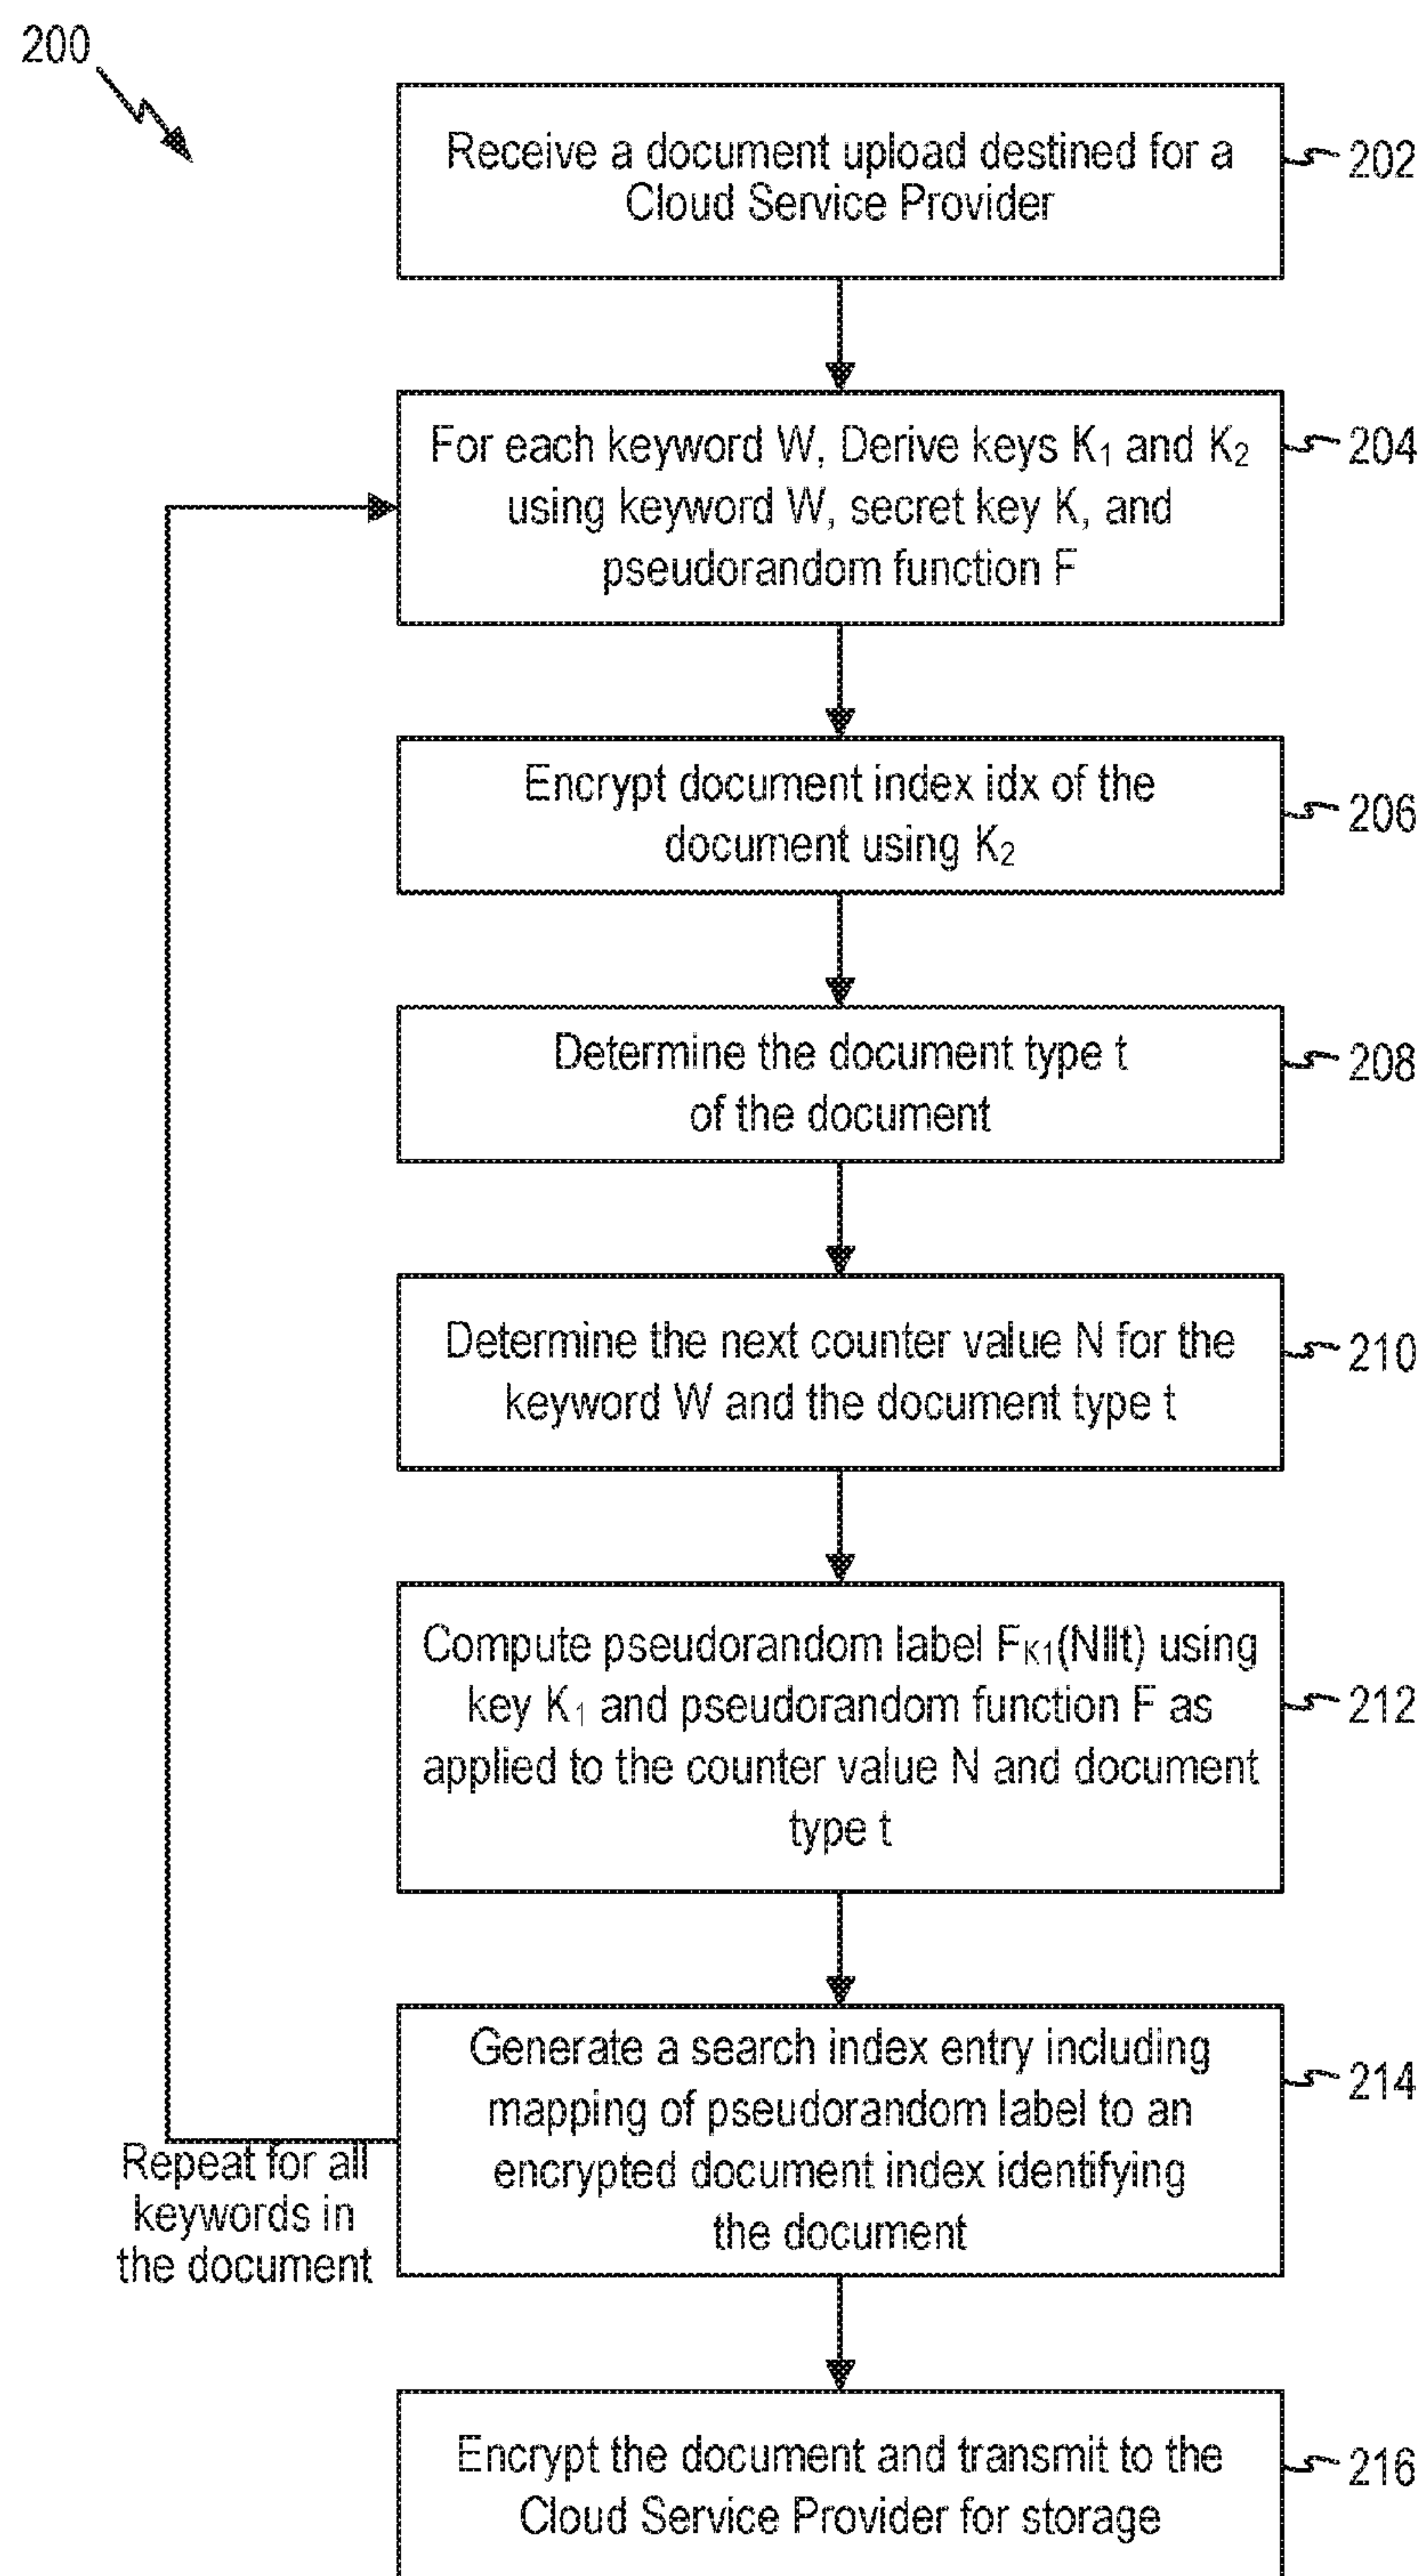 200
Receive a document upload destined for a
Cloud Service Provider
202
For each keyword W, Derive keys K₁ and K₂
using keyword W, secret key K, and
pseudorandom function F
204
Encrypt document index idx of the
document using K₂
206
Determine the document type t
of the document
208
Determine the next counter value N for the
keyword W and the document type t
210
Compute pseudorandom label F_K1(N||t) using
key K₁ and pseudorandom function F as
applied to the counter value N and document
type t
212
Generate a search index entry including
mapping of pseudorandom label to an
encrypted document index identifying
the document
214
Repeat for all
keywords in
the document
Encrypt the document and transmit to the
Cloud Service Provider for storage
216